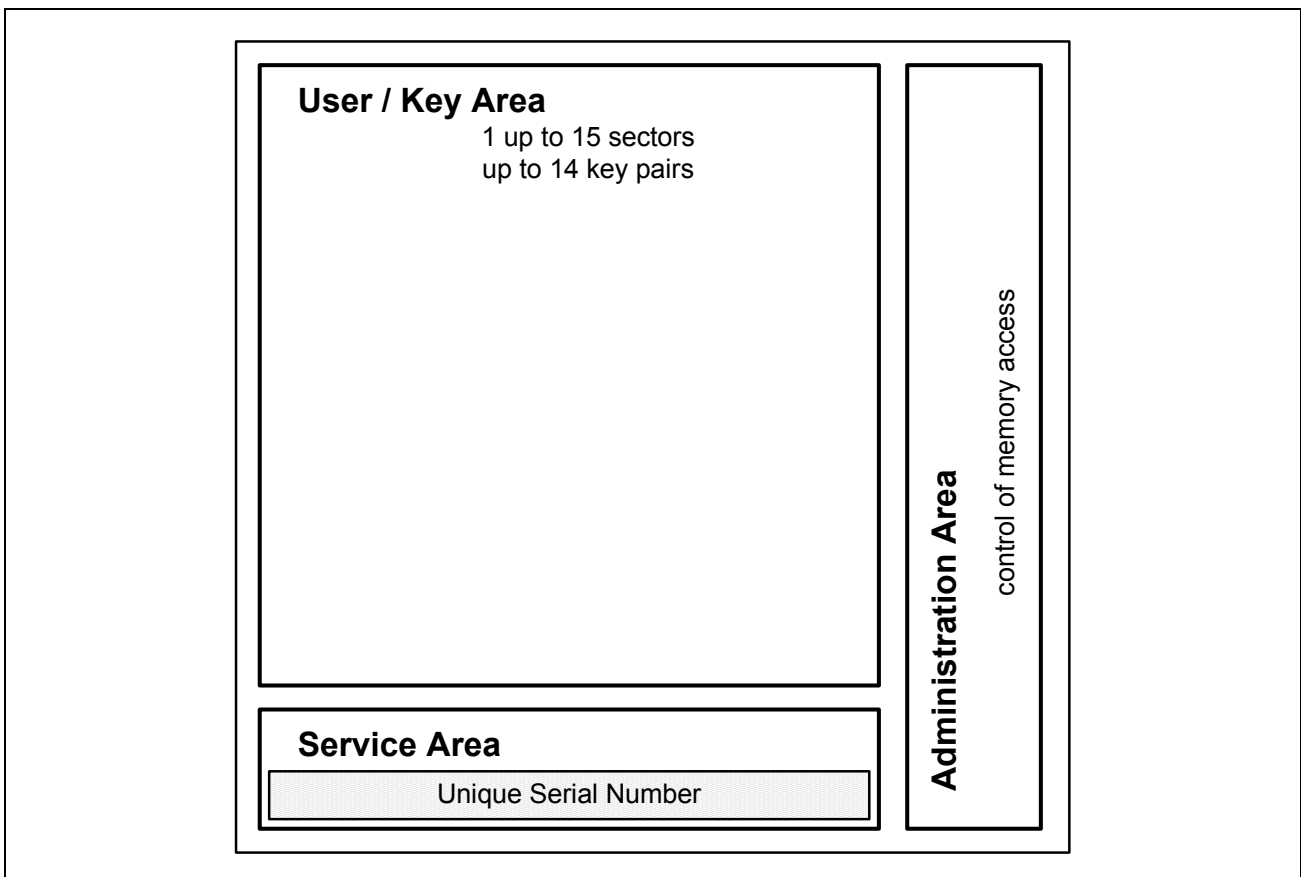 User / Key Area
1 up to 15 sectors
up to 14 key pairs
Service Area
Unique Serial Number
Administration Area
control of memory access